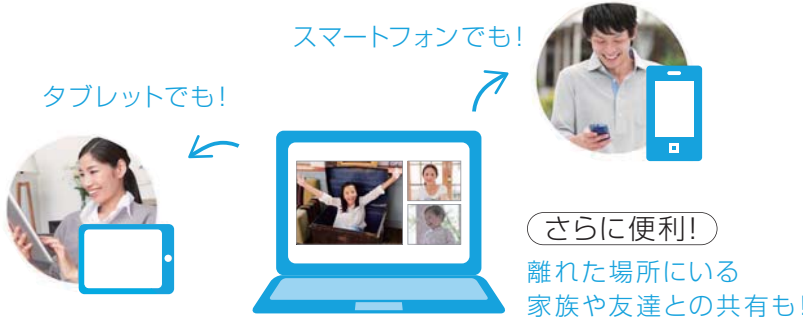 スマートフォンでも!
タブレットでも!
さらに便利!
離れた場所にいる
家族や友達との共有も!